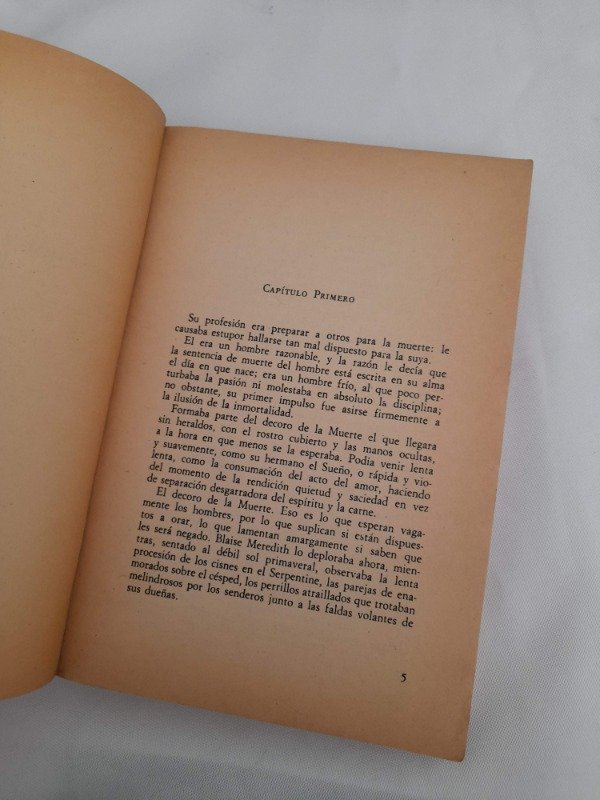 CAPÍTULO PRIMERO
Su profesión era preparar a otros para la muerte: le
causaba estupor hallarse tan mal dispuesto para la suya.
El era un hombre razonable, y la razón le decía que
la sentencia de muerte del hombre está escrita en su alma
el día en que nace; era un hombre frío, al que poco per-
turbaba la pasión ni molestaba en absoluto la disciplina;
no obstante, su primer impulso fue asirse firmemente a
la ilusión de la inmortalidad.
Formaba parte del decoro de la Muerte el que llegara
sin heraldos, con el rostro cubierto y las manos ocultas,
a la hora en que menos se la esperaba. Podía venir lenta
y suavemente, como su hermano el Sueño, o rápida y vio-
lenta, como la consumación del acto del amor, haciendo
del momento de la rendición quietud y saciedad en vez
de separación desgarradora del espíritu y la carne.
El decoro de la Muerte. Eso es lo que esperan vaga-
mente los hombres, por lo que suplican si están dispues-
tos a orar, lo que lamentan amargamente si saben que
les será negado. Blaise Meredith lo deploraba ahora, mien-
tras, sentado al débil sol primaveral, observaba la lenta
procesión de los cisnes en el Serpentine, las parejas de ena-
morados sobre el césped, los perrillos atraillados que trotaban
melindrosos por los senderos junto a las faldas volantes de
sus dueñas.
5